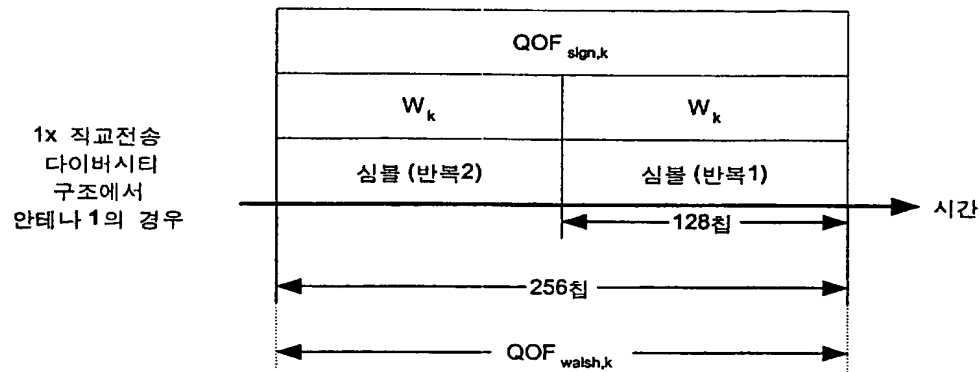 QOF sign,k
W k
W k
1x 직교전송
다이버시티
구조에서
안테나 1의 경우
심볼 (반복2)
심볼 (반복1)
시간
128칩
256칩
QOF walsh,k